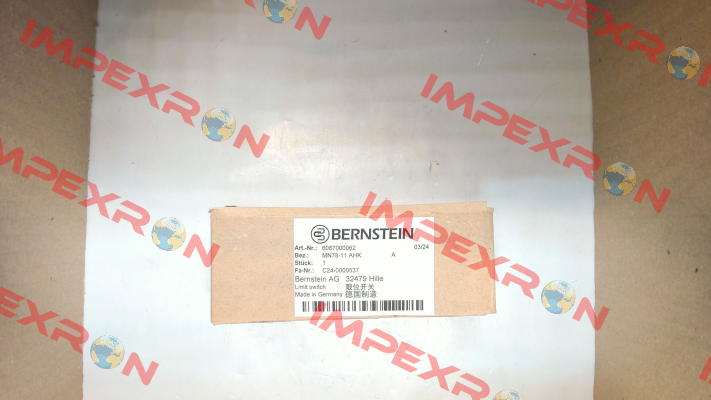 BERNSTEIN
Art.-Nr.: 6087000062 03/24
Bez.: MN78-11 AHK A
Stück: 1
Fa-Nr.: C24-0000537
Bernstein AG 32479 Hille
Limit switch 限位开关
Made in Germany 德国制造
IMPEXRON
IMPEXRON
IMPEXRON
IMPEXRON
IMPEXRON
IMPEXRON
IMPEXRON